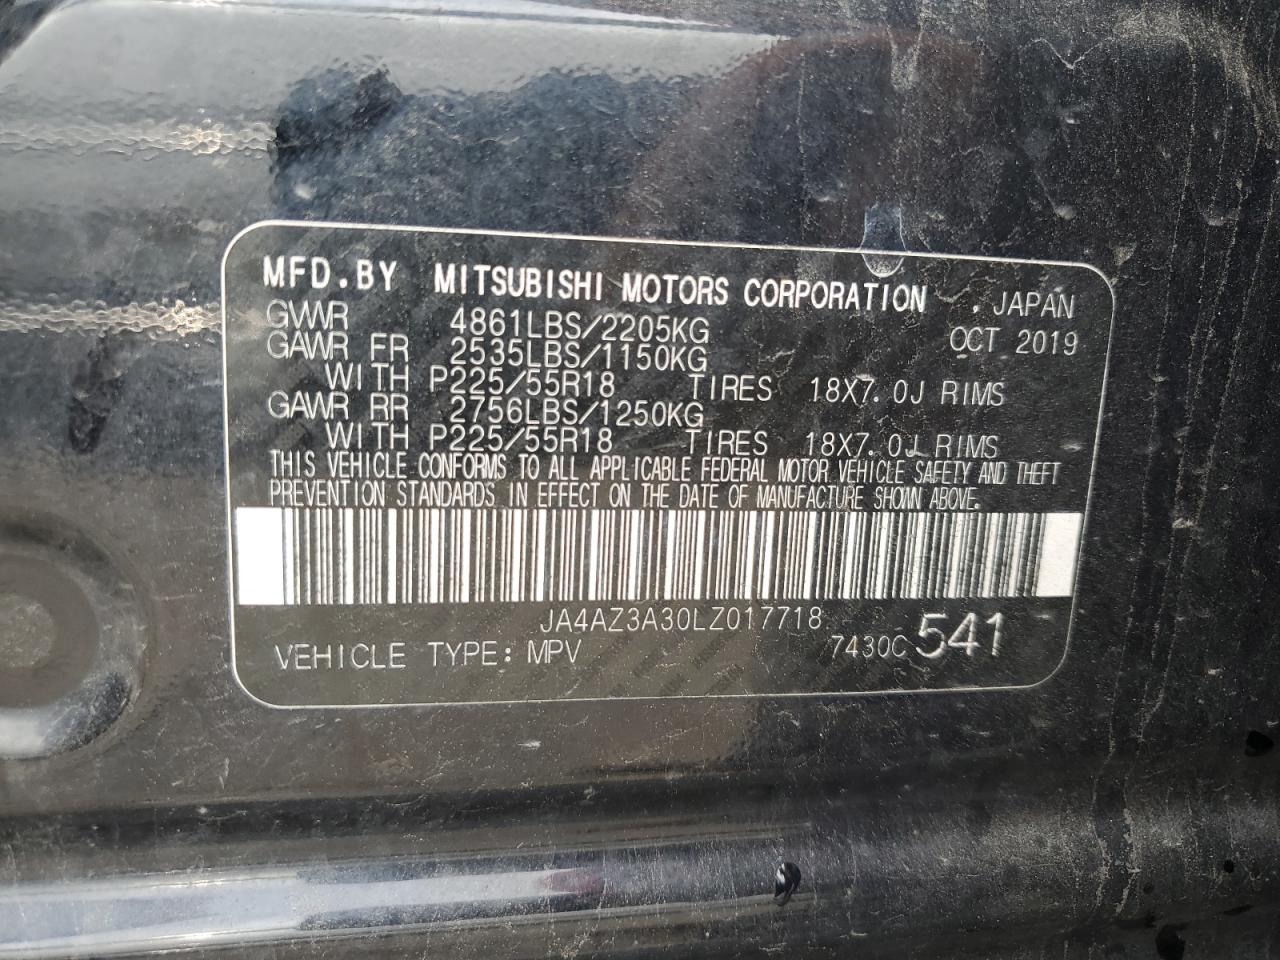 MFD.BY MITSUBISHI MOTORS CORPORATION , JAPAN
GVWR 4861LBS/2205KG OCT 2019
GAWR FR 2535LBS/1150KG
WITH P225/55R18 TIRES 18X7.0J RIMS
GAWR RR 2756LBS/1250KG
WITH P225/55R18 TIRES 18X7.0J RIMS
THIS VEHICLE CONFORMS TO ALL APPLICABLE FEDERAL MOTOR VEHICLE SAFETY AND THEFT
PREVENTION STANDARDS IN EFFECT ON THE DATE OF MANUFACTURE SHOWN ABOVE.
JA4AZ3A30LZ017718
VEHICLE TYPE: MPV 7430C 541